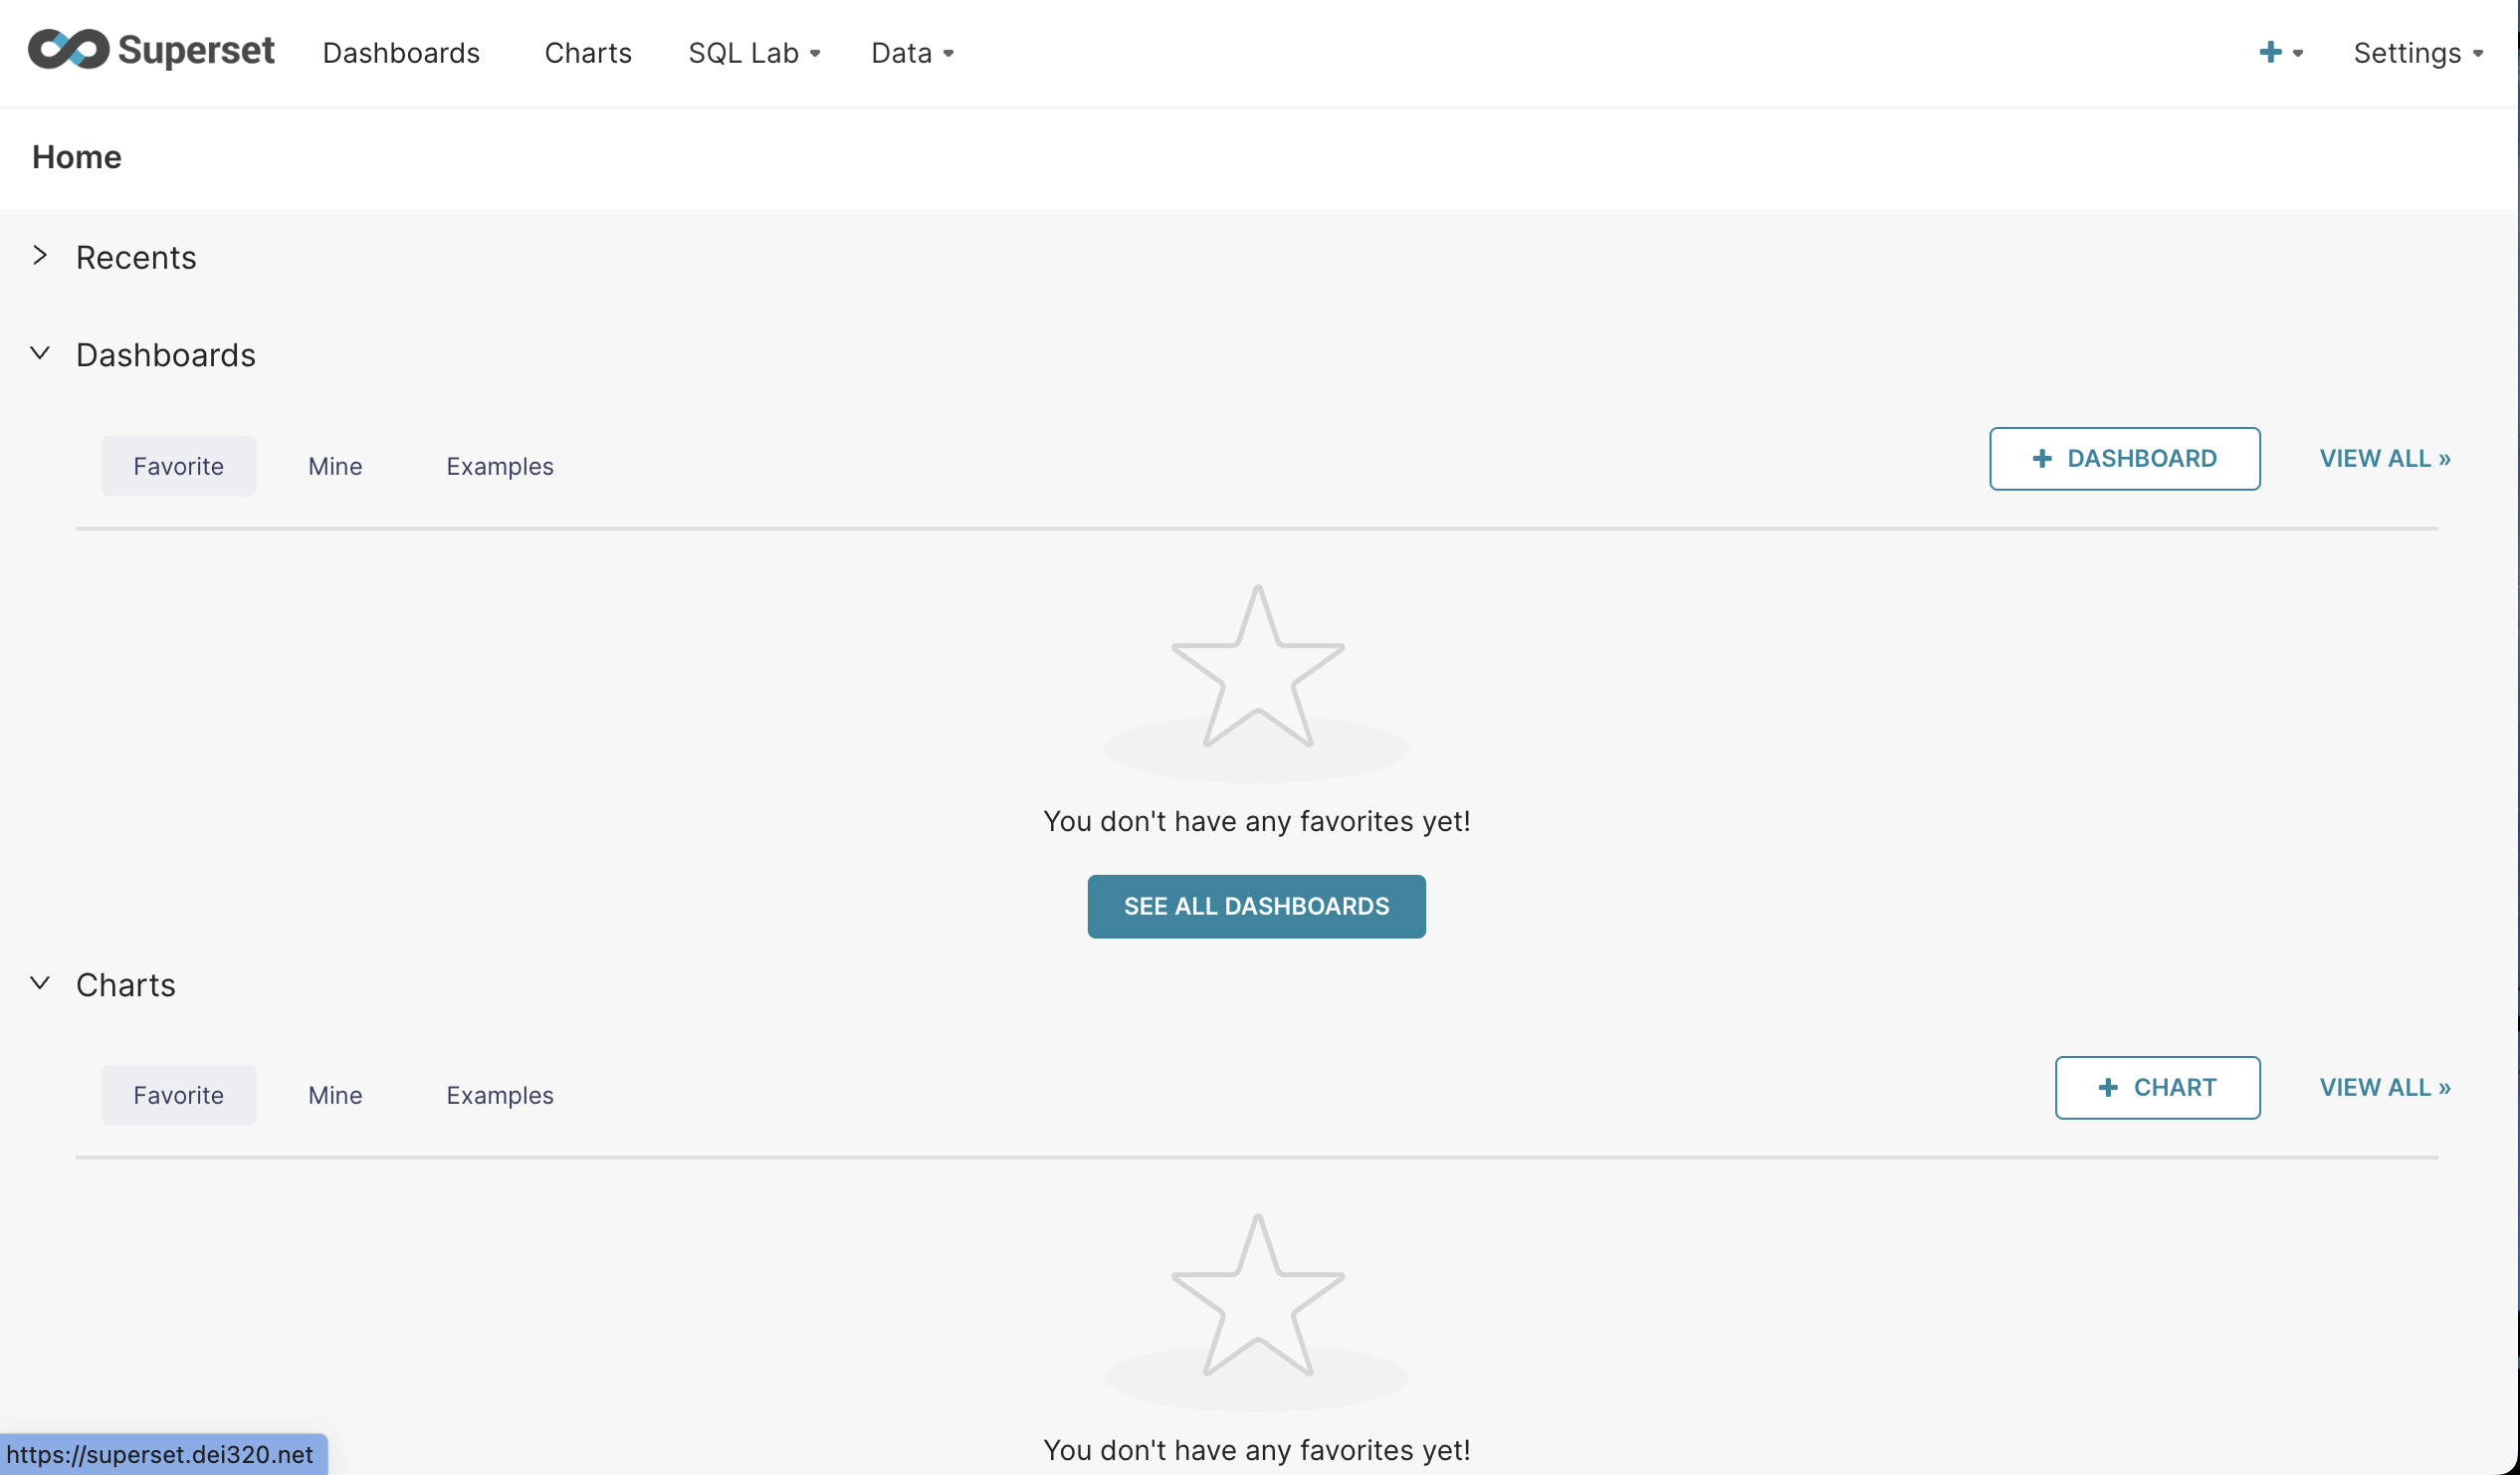 Superset Dashboards Charts SQL Lab Data Settings
Home
Recents
Dashboards
Favorite Mine Examples + DASHBOARD VIEW ALL »
You don't have any favorites yet!
SEE ALL DASHBOARDS
Charts
Favorite Mine Examples + CHART VIEW ALL »
You don't have any favorites yet!
https://superset.dei320.net